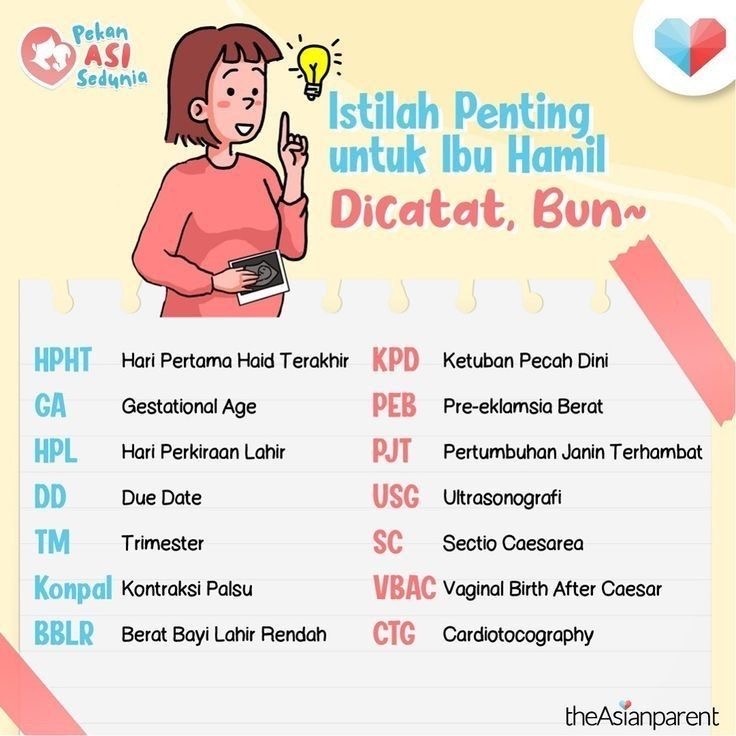 Pekan
ASI
Sedunia
Istilah Penting
untuk Ibu Hamil
Dicatat, Bun~
HPHT Hari Pertama Haid Terakhir
GA Gestational Age
HPL Hari Perkiraan Lahir
DD Due Date
TM Trimester
Konpal Kontraksi Palsu
BBLR Berat Bayi Lahir Rendah
KPD Ketuban Pecah Dini
PEB Pre-eklamsia Berat
PJT Pertumbuhan Janin Terhambat
USG Ultrasonografi
SC Sectio Caesarea
VBAC Vaginal Birth After Caesar
CTG Cardiotocography
theAsianparent